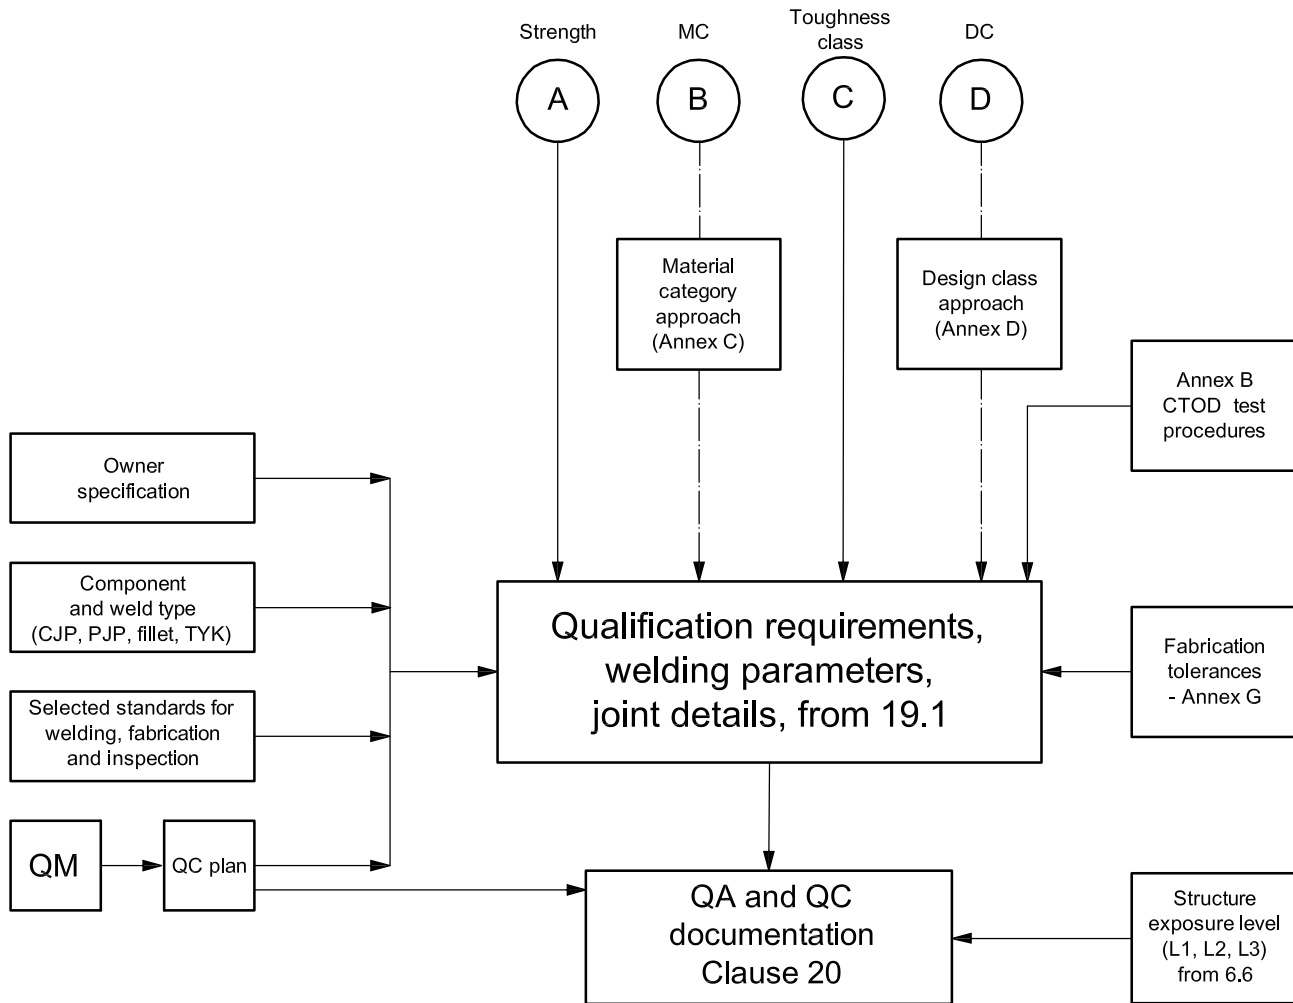 Strength
MC
Toughness
class
DC
A
B
C
D
Material
category
approach
(Annex C)
Design class
approach
(Annex D)
Annex B
CTOD test
procedures
Owner
specification
Component
and weld type
(CJP, PJP, fillet, TYK)
Selected standards for
welding, fabrication
and inspection
QM
QC plan
Qualification requirements,
welding parameters,
joint details, from 19.1
Fabrication
tolerances
- Annex G
QA and QC
documentation
Clause 20
Structure
exposure level
(L1, L2, L3)
from 6.6